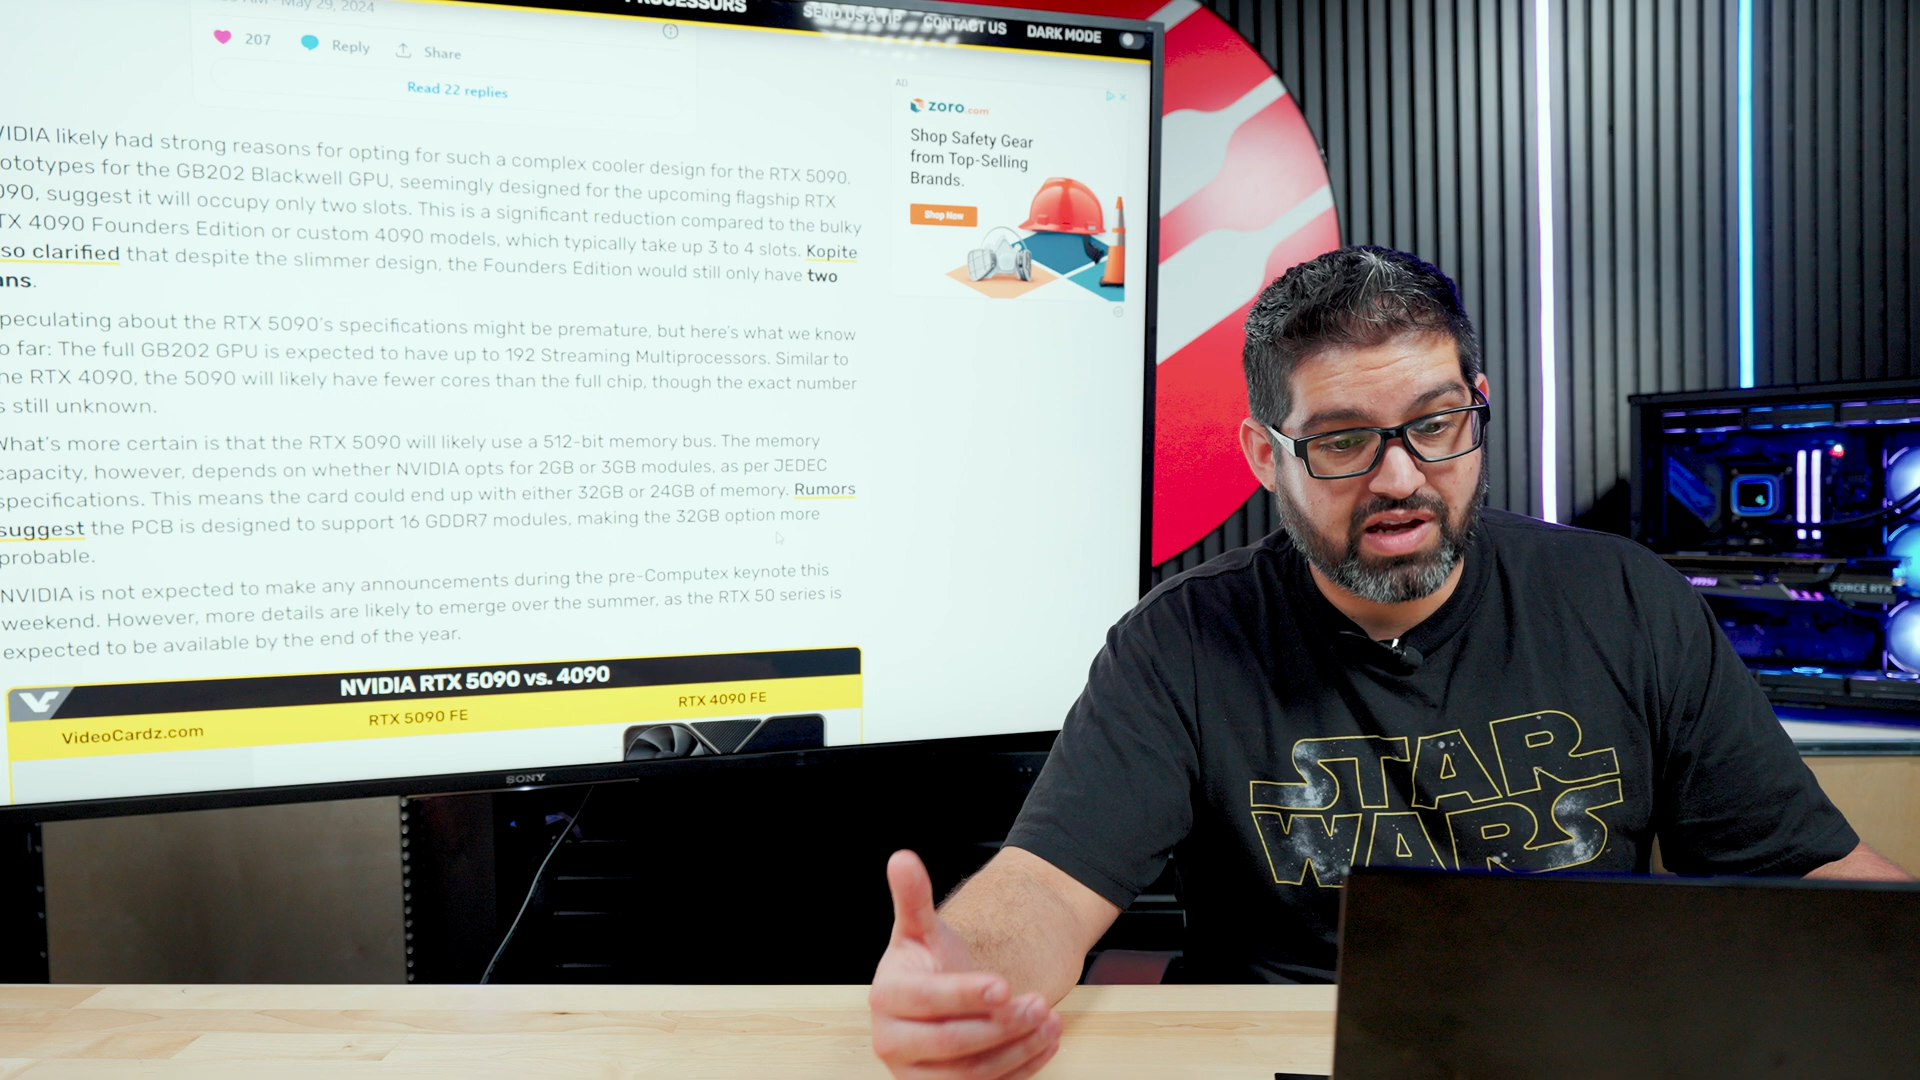 May 29, 2024
PROCESSORS
SEND US A TIP
CONTACT US
DARK MODE
207
Reply
Share
Read 22 replies
VIDIA likely had strong reasons for opting for such a complex cooler design for the RTX 5090.
ototypes for the GB202 Blackwell GPU, seemingly designed for the upcoming flagship RTX
090, suggest it will occupy only two slots. This is a significant reduction compared to the bulky
TX 4090 Founders Edition or custom 4090 models, which typically take up 3 to 4 slots. Kopite
so clarified that despite the slimmer design, the Founders Edition would still only have two
ans.
peculating about the RTX 5090's specifications might be premature, but here's what we know
o far: The full GB202 GPU is expected to have up to 192 Streaming Multiprocessors. Similar to
he RTX 4090, the 5090 will likely have fewer cores than the full chip, though the exact number
s still unknown.
What's more certain is that the RTX 5090 will likely use a 512-bit memory bus. The memory
capacity, however, depends on whether NVIDIA opts for 2GB or 3GB modules, as per JEDEC
specifications. This means the card could end up with either 32GB or 24GB of memory. Rumors
suggest the PCB is designed to support 16 GDDR7 modules, making the 32GB option more
probable.
NVIDIA is not expected to make any announcements during the pre-Computex keynote this
weekend. However, more details are likely to emerge over the summer, as the RTX 50 series is
expected to be available by the end of the year.
NVIDIA RTX 5090 vs. 4090
VideoCardz.com
RTX 5090 FE
RTX 4090 FE
SONY
AD
zoro.com
Shop Safety Gear
from Top-Selling
Brands.
Shop Now
STAR
WARS
FORCE RTX